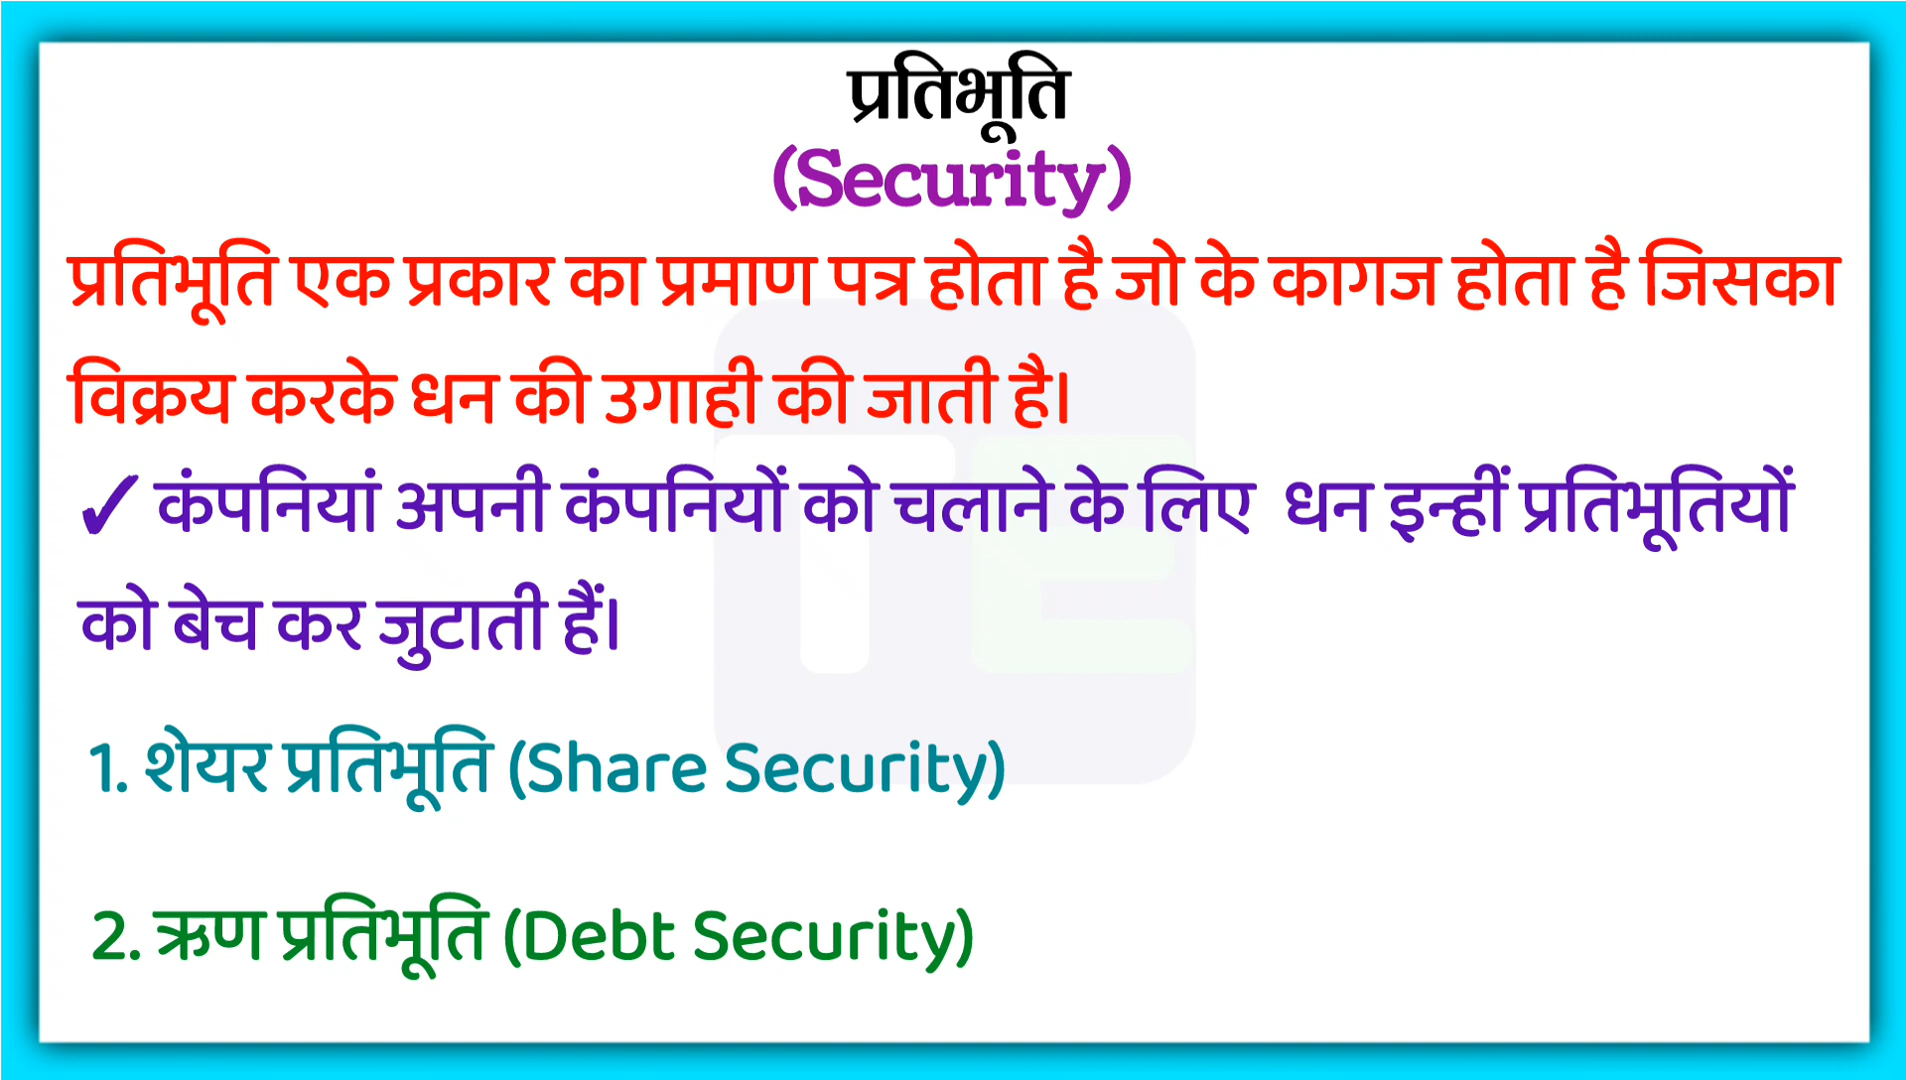 प्रतिभूति
(Security)
प्रतिभूति एक प्रकार का प्रमाण पत्र होता है जो के कागज होता है जिसका
विक्रय करके धन की उगाही की जाती है।
✓ कंपनियां अपनी कंपनियों को चलाने के लिए धन इन्हीं प्रतिभूतियों
को बेच कर जुटाती हैं।
1. शेयर प्रतिभूति (Share Security)
2. ऋण प्रतिभूति (Debt Security)
TE